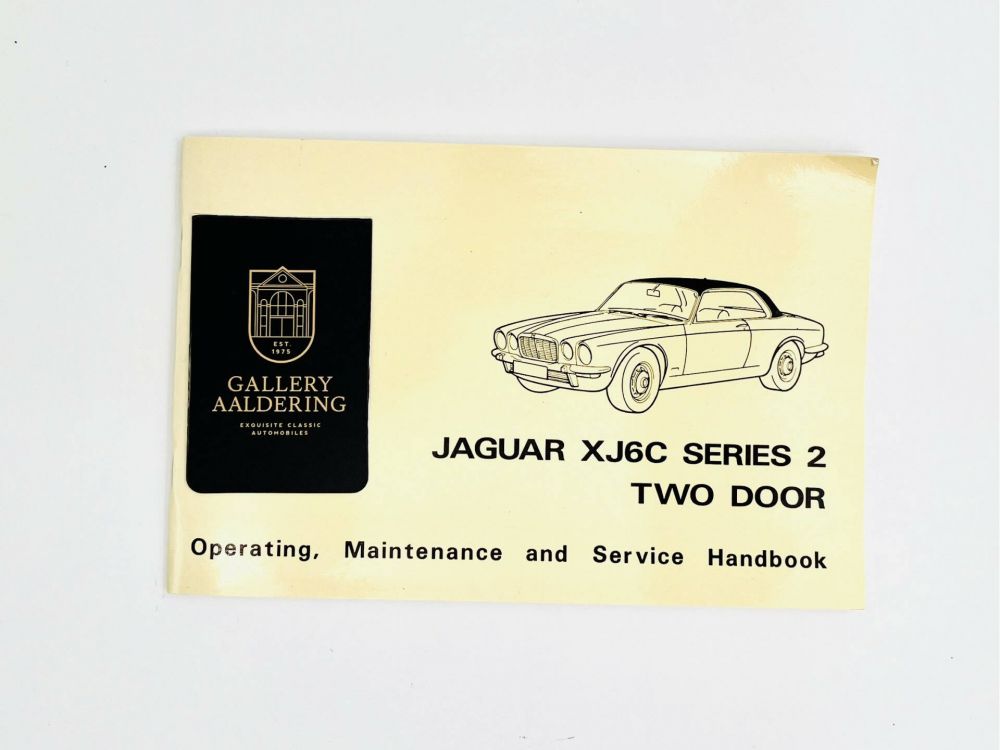 EST.
1975
GALLERY
AALDERING
EXQUISITE CLASSIC
AUTOMOBILES
JAGUAR XJ6C SERIES 2
TWO DOOR
Operating, Maintenance and Service Handbook